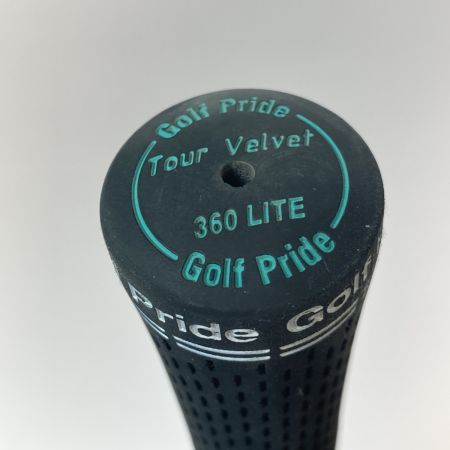 Golf Pride
Tour Velvet
360 LITE
Golf Pride
Pride Golf